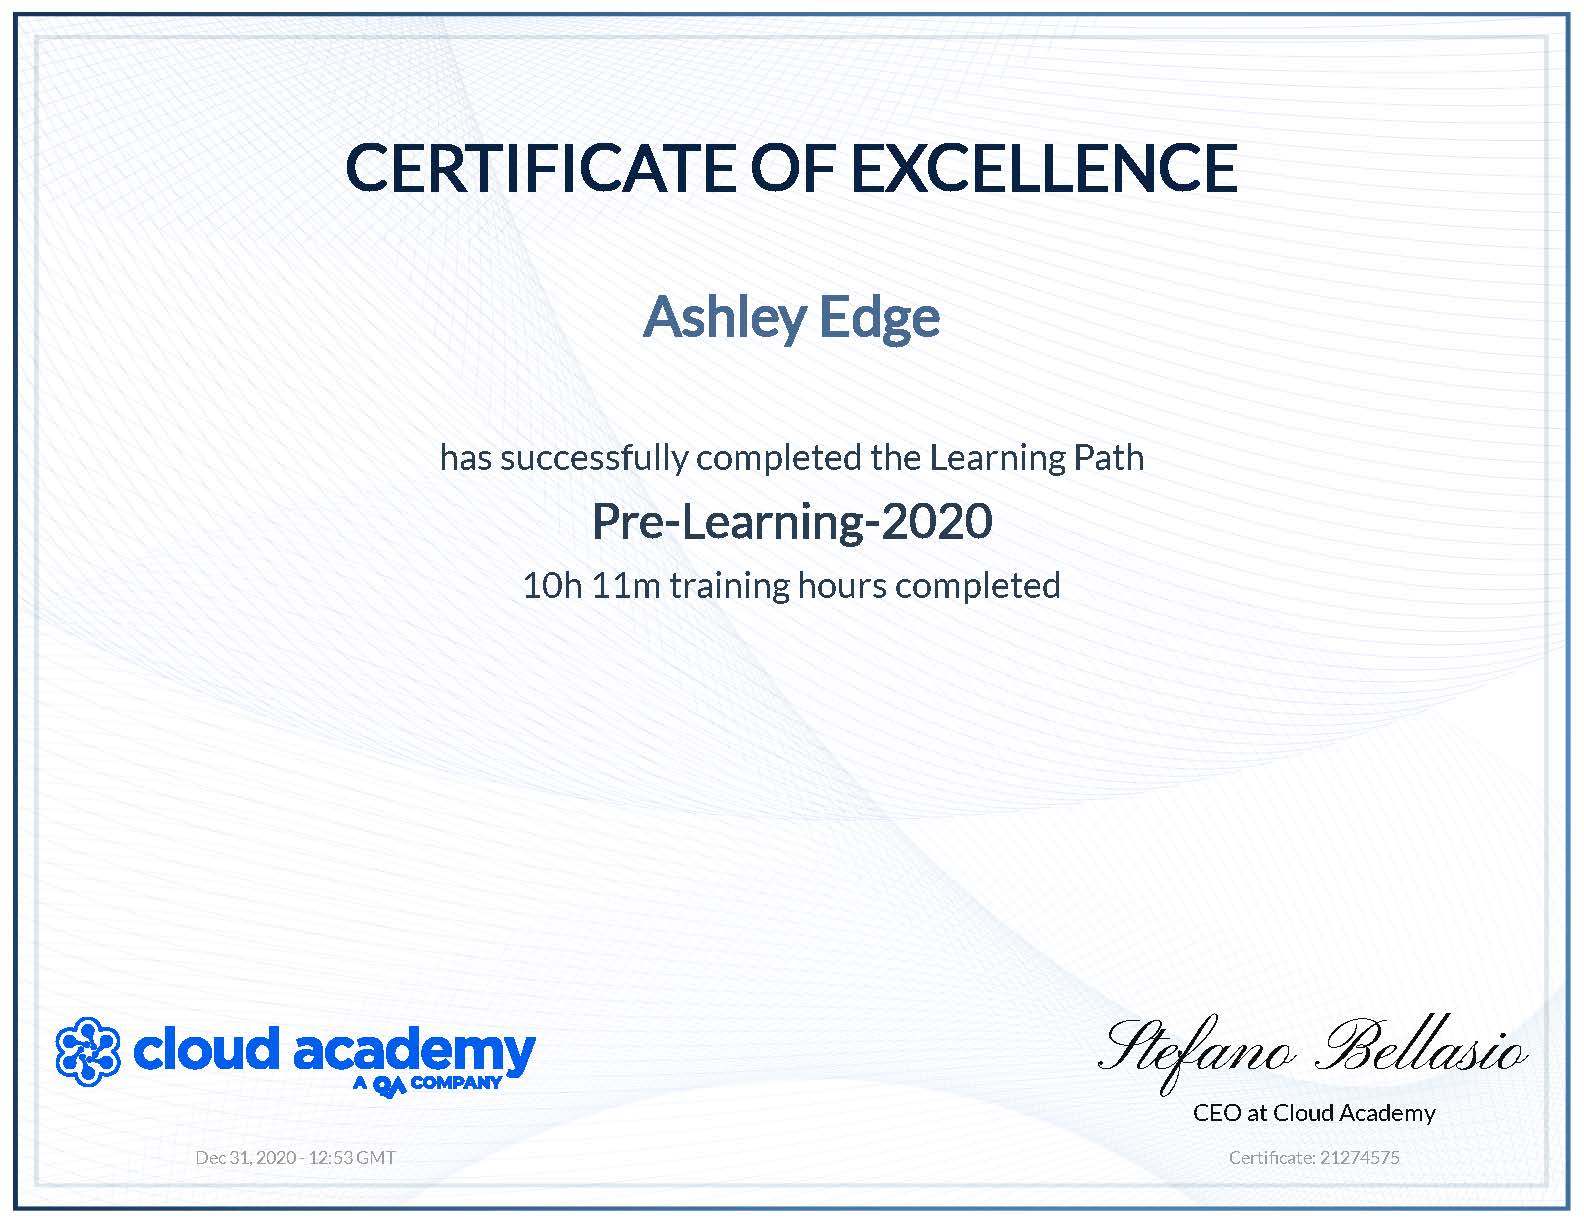 CERTIFICATE OF EXCELLENCE
Ashley Edge
has successfully completed the Learning Path
Pre-Learning-2020
10h 11m training hours completed
cloud academy
A QA COMPANY
Stefano Bellasio
CEO at Cloud Academy
Dec 31, 2020 - 12:53 GMT
Certificate: 21274575